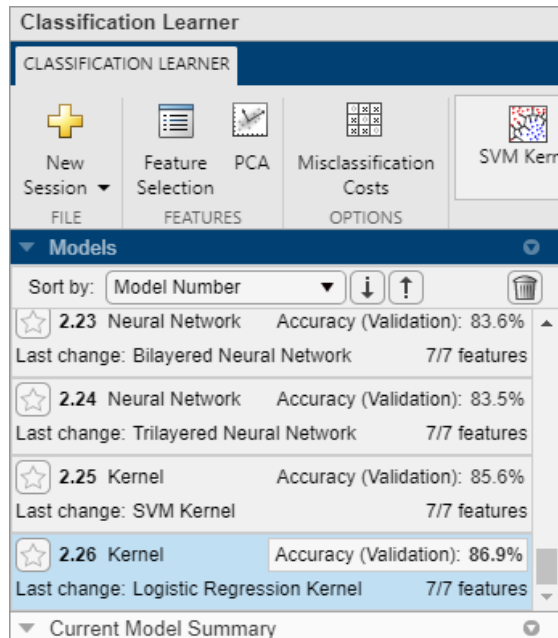 Classification Learner
CLASSIFICATION LEARNER
New Session
Feature Selection
PCA
Misclassification Costs
SVM Kern
FILE
FEATURES
OPTIONS
Models
Sort by: Model Number
2.23 Neural Network Accuracy (Validation): 83.6%
Last change: Bilayered Neural Network 7/7 features
2.24 Neural Network Accuracy (Validation): 83.5%
Last change: Trilayered Neural Network 7/7 features
2.25 Kernel Accuracy (Validation): 85.6%
Last change: SVM Kernel 7/7 features
2.26 Kernel Accuracy (Validation): 86.9%
Last change: Logistic Regression Kernel 7/7 features
Current Model Summary